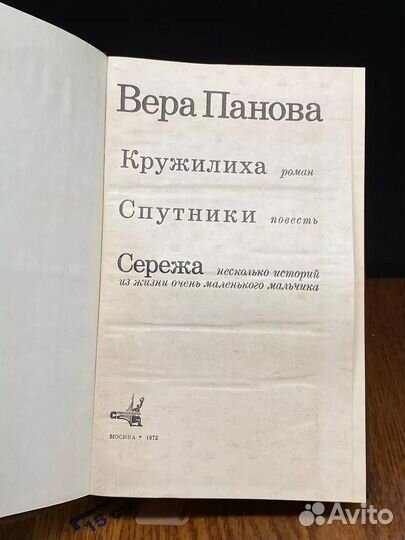 Вера Панова
Кружилиха роман
Спутники повесть
Сережа несколько историй
из жизни очень маленького мальчика
МОСКВА • 1972
Avito